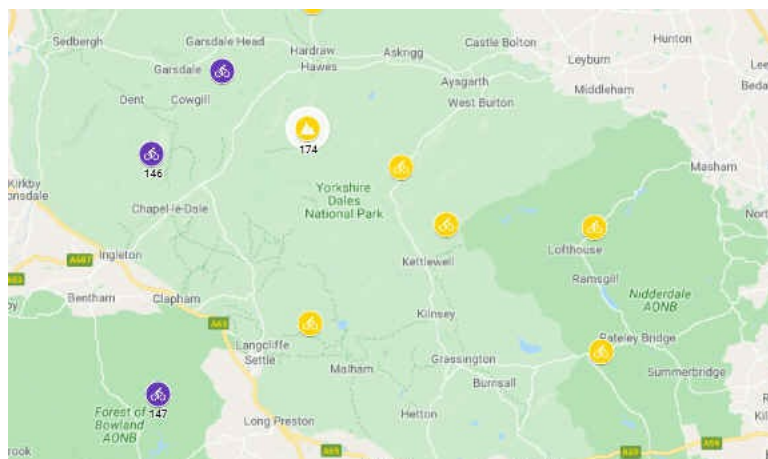 Sedbergh
Garsdale Head
Hardraw
Askrigg
Castle Bolton
Hunton
Garsdale
Hawes
Leyburn
Aysgarth
Middleham
Dent
Cowgill
West Burton
174
146
Masham
Kirkby
onsdale
Yorkshire
Dales
National Park
Chapel-le-Dale
Lofthouse
Ingleton
Kettlewell
Ramsgill
Bentham
Clapham
Nidderdale
AONB
Kilnsey
A65
Langcliffe
Settle
Pateley Bridge
Grassington
Malham
Summerbridge
Burnsall
147
Forest of
Bowland
AONB
Hetton
Long Preston
A65
A59
rook